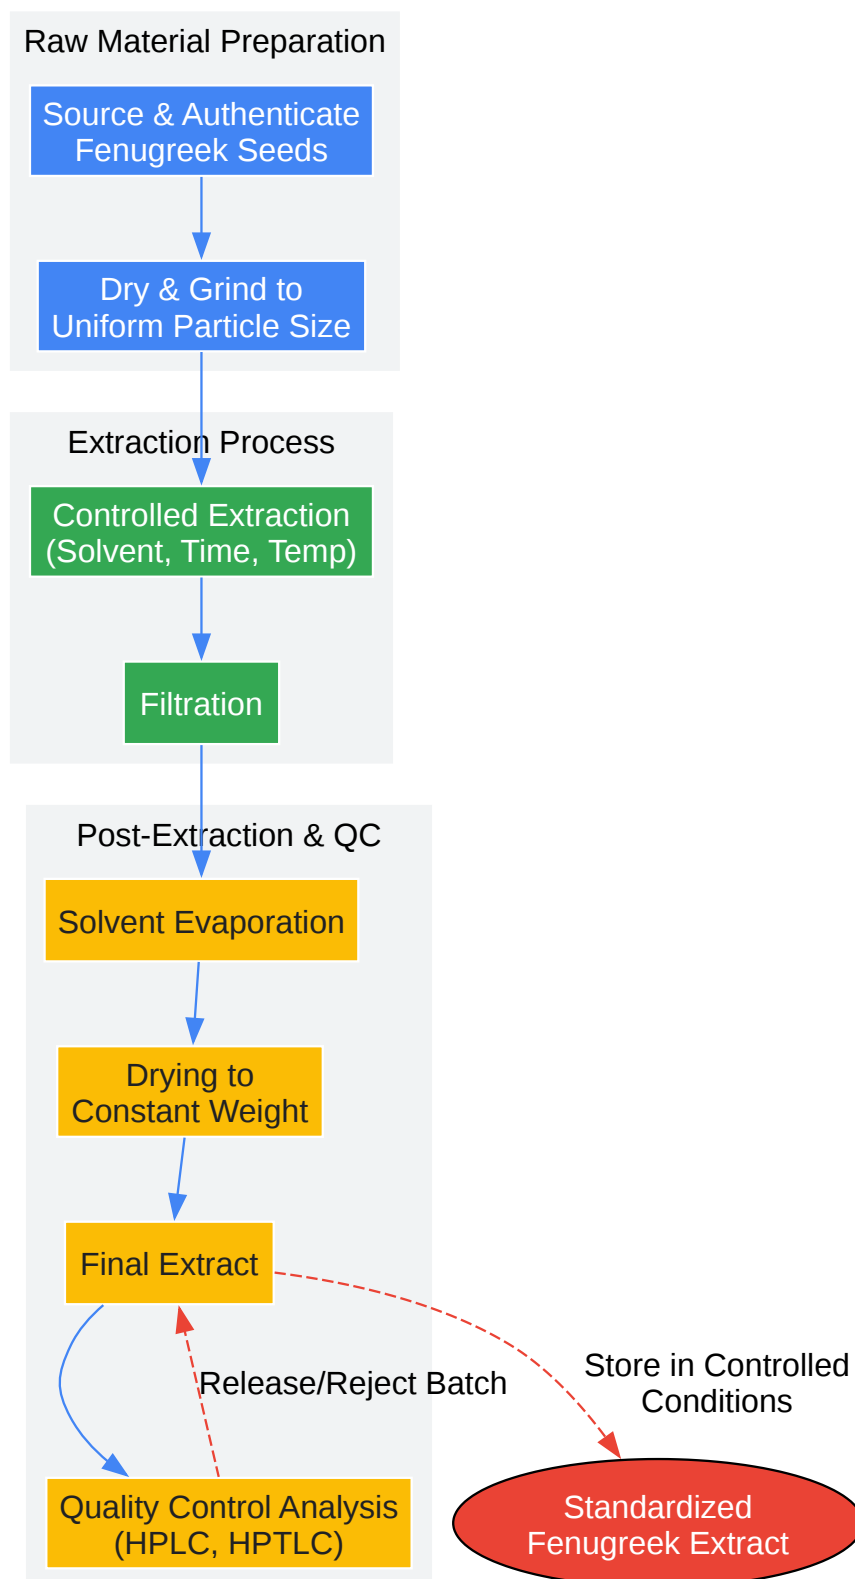 Raw Material Preparation
Source & Authenticate
Fenugreek Seeds
Dry & Grind to
Uniform Particle Size
Extraction Process
Controlled Extraction
(Solvent, Time, Temp)
Filtration
Post-Extraction & QC
Solvent Evaporation
Drying to
Constant Weight
Final Extract
Release/Reject Batch
Store in Controlled
Conditions
Quality Control Analysis
(HPLC, HPTLC)
Standardized
Fenugreek Extract